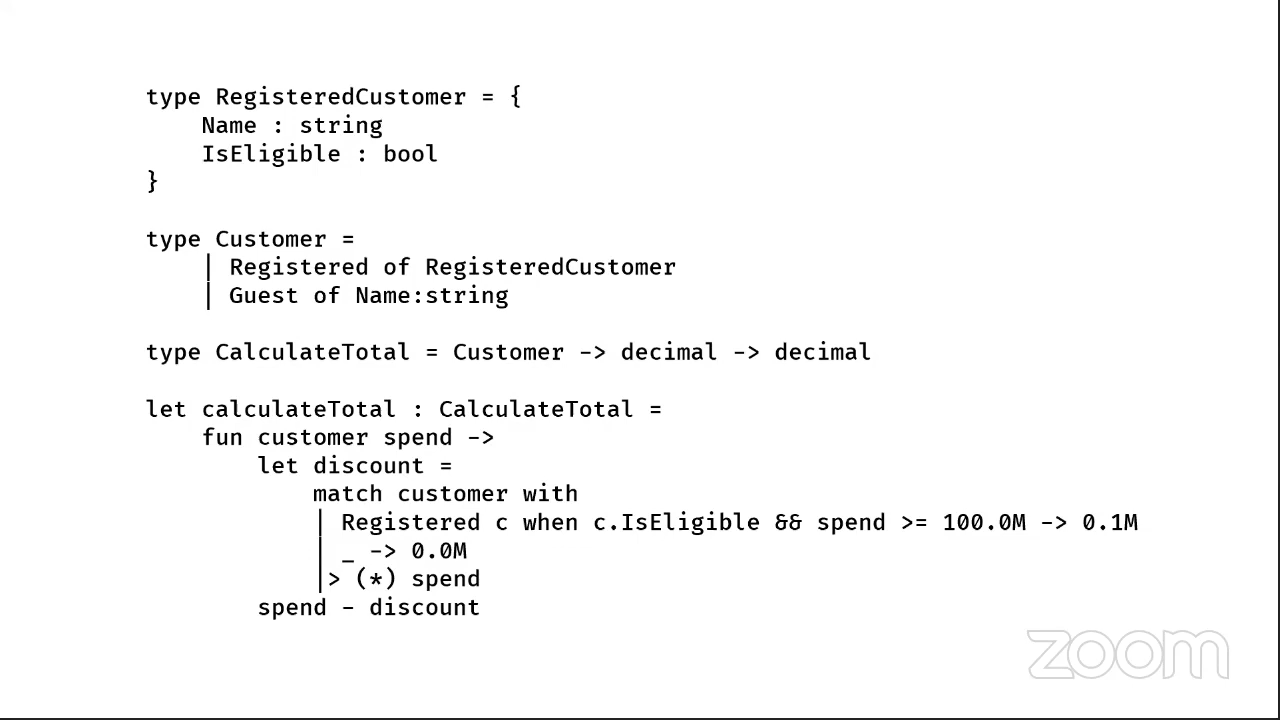 type RegisteredCustomer = {
    Name : string
    IsEligible : bool
}
type Customer =
    | Registered of RegisteredCustomer
    | Guest of Name:string
type CalculateTotal = Customer -> decimal -> decimal
let calculateTotal : CalculateTotal =
    fun customer spend ->
        let discount =
            match customer with
            | Registered c when c.IsEligible && spend >= 100.0M -> 0.1M
            | _ -> 0.0M
            |> (*) spend
        spend - discount
zoom